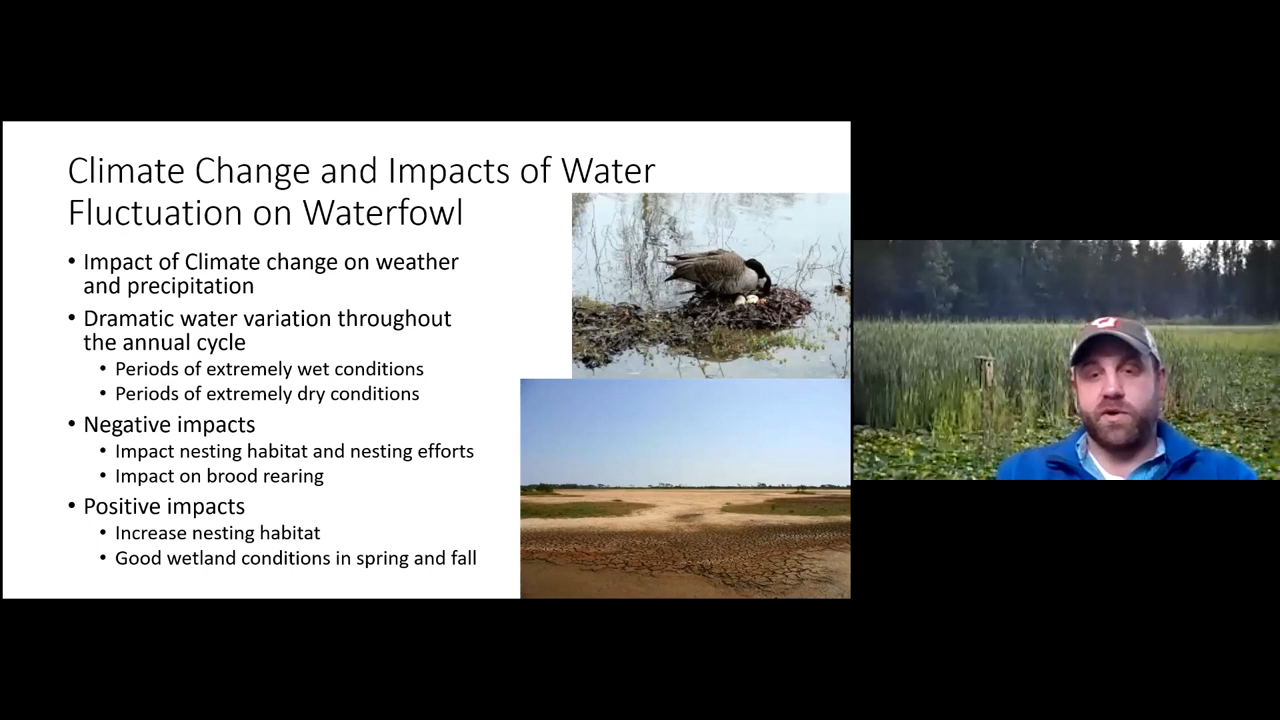 Climate Change and Impacts of Water
Fluctuation on Waterfowl
• Impact of Climate change on weather
and precipitation
• Dramatic water variation throughout
the annual cycle
• Periods of extremely wet conditions
• Periods of extremely dry conditions
• Negative impacts
• Impact nesting habitat and nesting efforts
• Impact on brood rearing
• Positive impacts
• Increase nesting habitat
• Good wetland conditions in spring and fall